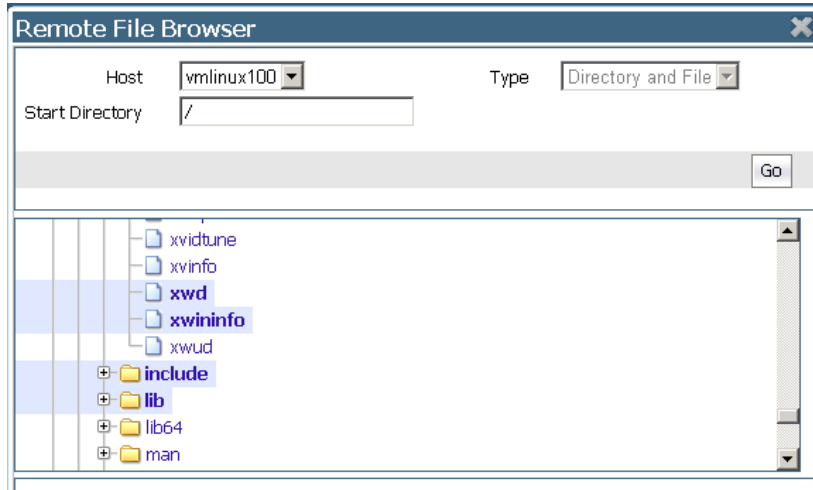 Remote File Browser
Host vmlinux100 Type Directory and File
Start Directory /
Go
xvidtune
xvinfo
xwd
xwininfo
xwud
include
lib
lib64
man